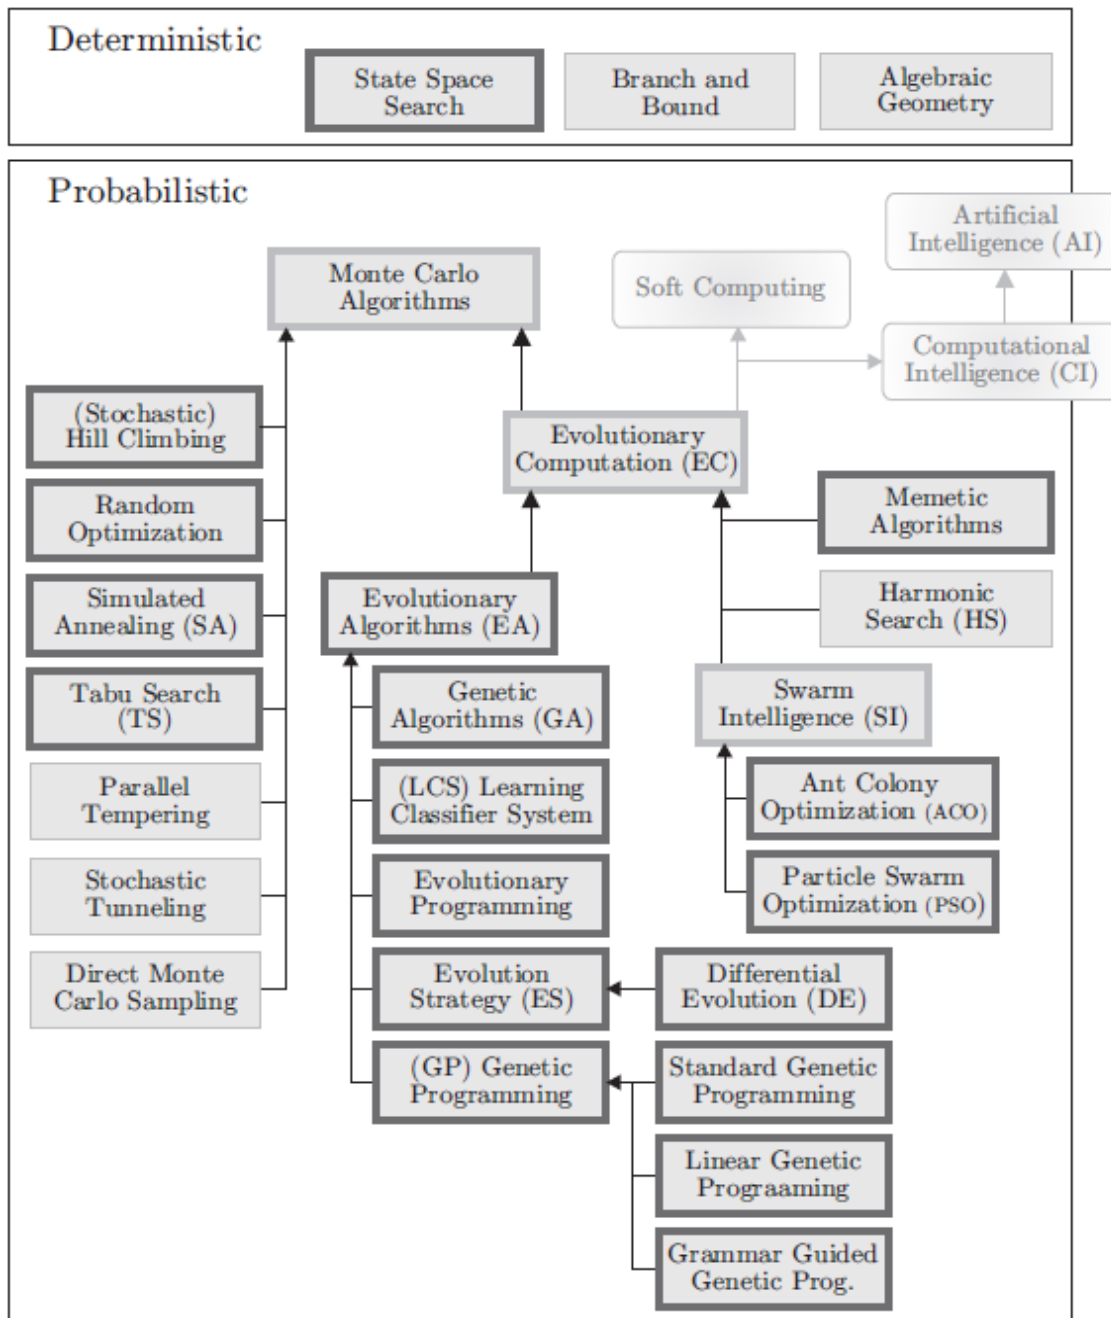 Deterministic
State Space
Search
Branch and
Bound
Algebraic
Geometry
Probabilistic
Artificial
Intelligence (AI)
Monte Carlo
Algorithms
Soft Computing
Computational
Intelligence (CI)
(Stochastic)
Hill Climbing
Evolutionary
Computation (EC)
Random
Optimization
Memetic
Algorithms
Simulated
Annealing (SA)
Evolutionary
Algorithms (EA)
Harmonic
Search (HS)
Tabu Search
(TS)
Genetic
Algorithms (GA)
Swarm
Intelligence (SI)
Parallel
Tempering
(LCS) Learning
Classifier System
Ant Colony
Optimization (ACO)
Stochastic
Tunneling
Evolutionary
Programming
Particle Swarm
Optimization (PSO)
Direct Monte
Carlo Sampling
Evolution
Strategy (ES)
Differential
Evolution (DE)
(GP) Genetic
Programming
Standard Genetic
Programming
Linear Genetic
Prograaming
Grammar Guided
Genetic Prog.